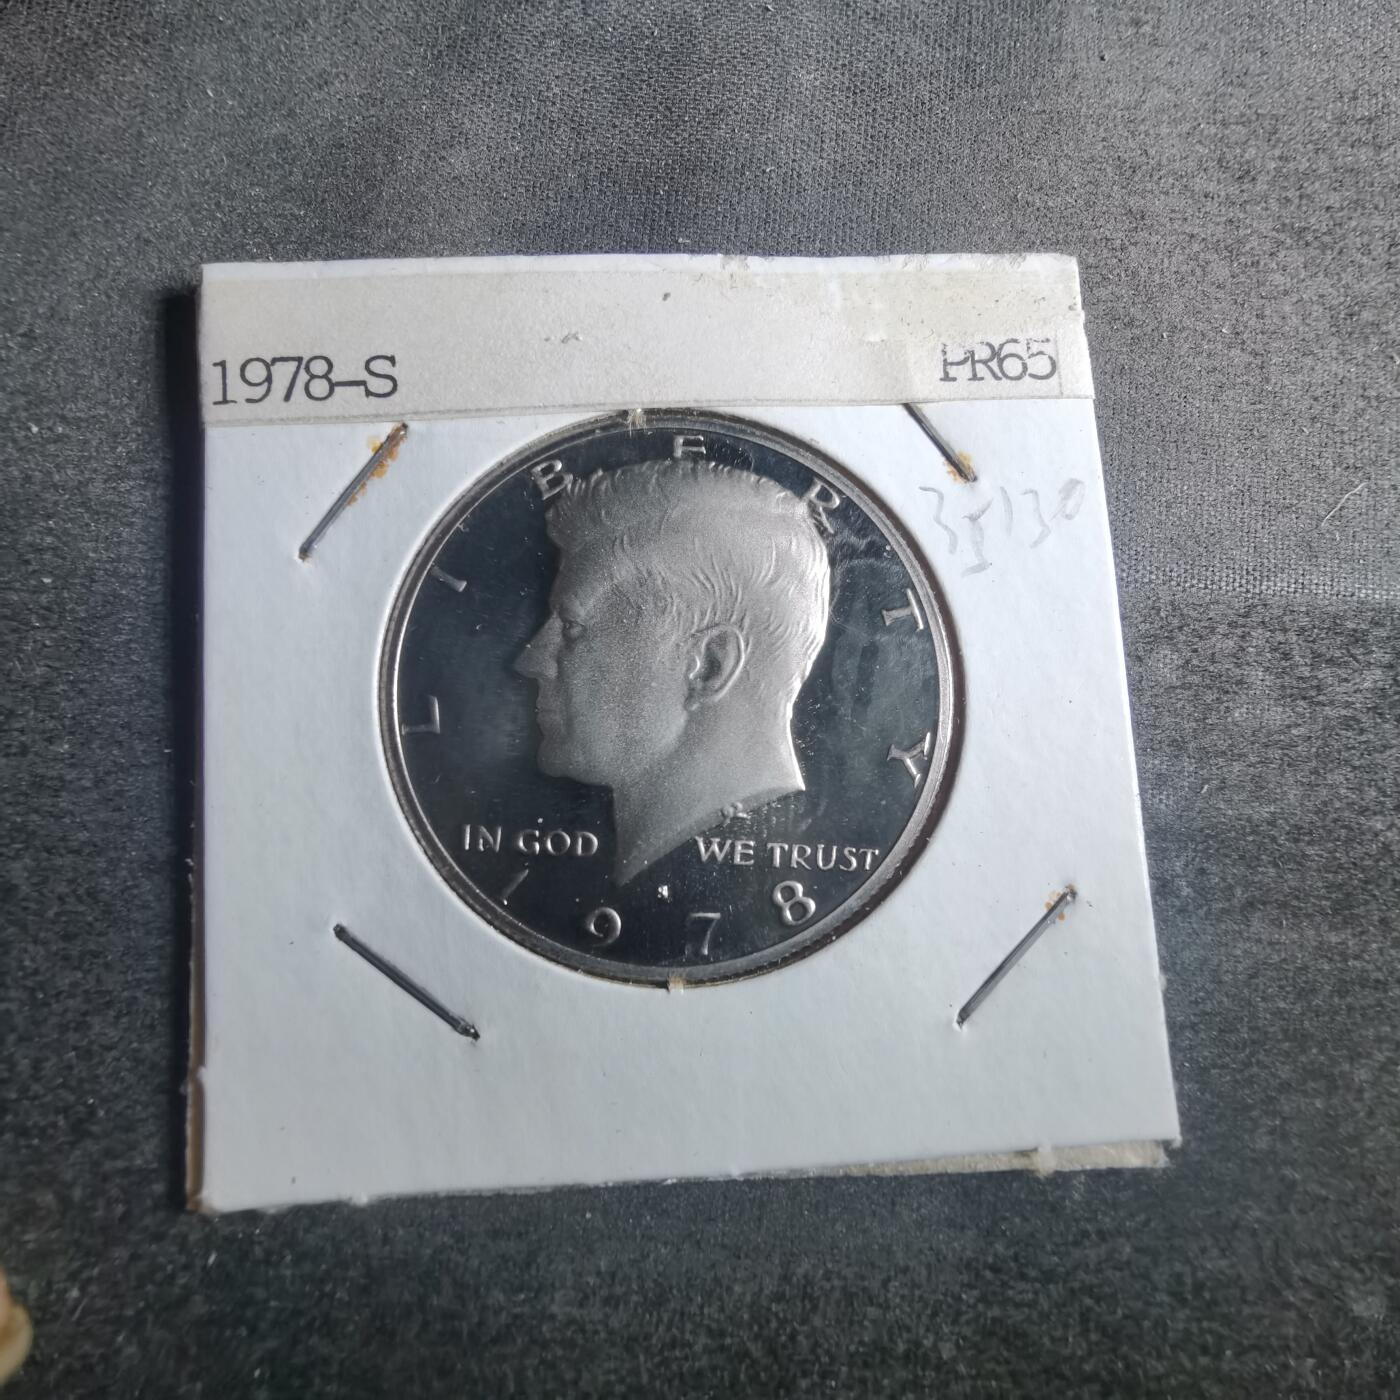 1978-S PR65
LIBERTY
IN GOD WE TRUST
1978